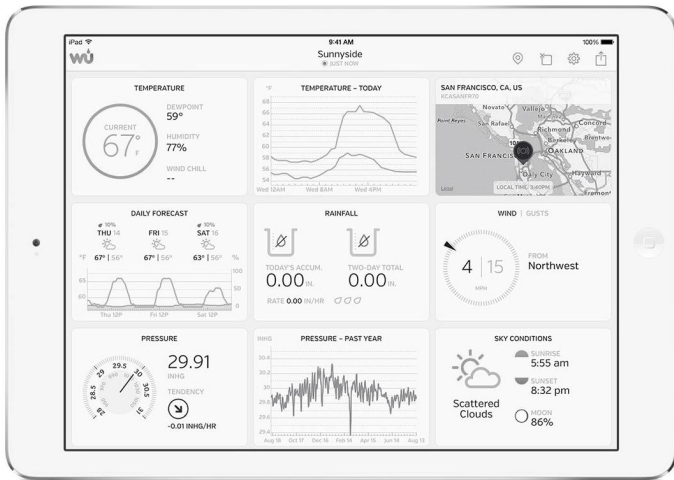 iPad
9:41 AM
100%
wu
Sunnyside
JUST NOW
TEMPERATURE
CURRENT
67°
F
DEWPOINT
59°
HUMIDITY
77%
WIND CHILL
--
TEMPERATURE – TODAY
°F
68
66
64
62
60
58
56
54
Wed 12AM Wed 8AM Wed 4PM
SAN FRANCISCO, CA, US
KCASANFR70
Novato
Vallejo
Point Reyes
San Rafael
Concord
Richmond
Berkeley
Brentwo
SAN FRANCIS
OAKLAND
Daly City
Hayward
Fremont
Legal
LOCAL TIME: 3:40PM
DAILY FORECAST
10% 10%
THU 14 FRI 15 SAT 16
°F 67° | 56° 67° | 56° 63° | 56° %
65
60
100
50
0
Thu 12P Fri 12P Sat 12P
RAINFALL
TODAY'S ACCUM.
0.00 IN.
TWO-DAY TOTAL
0.00 IN.
RATE 0.00 IN/HR
WIND | GUSTS
4 | 15
MPH
FROM
Northwest
PRESSURE
28
28.5
29
29.5
30
30.5
31
29.91
INHG
TENDENCY
-0.01 INHG/HR
PRESSURE – PAST YEAR
INHG
30.4
30.2
30
29.8
29.6
29.4
Aug 16 Oct 17 Dec 16 Feb 14 Apr 15 Jun 14 Aug 13
SKY CONDITIONS
Scattered
Clouds
SUNRISE
5:55 am
SUNSET
8:32 pm
MOON
86%